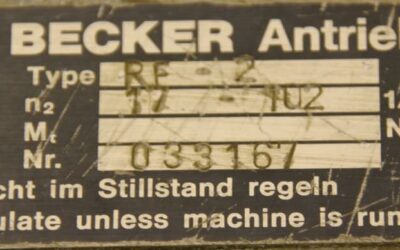 BECKER Antrie
Type RF - 2
n₂ 17 - 102 1/
Mₜ N
Nr. 033167
cht im Stillstand regeln
ulate unless machine is run